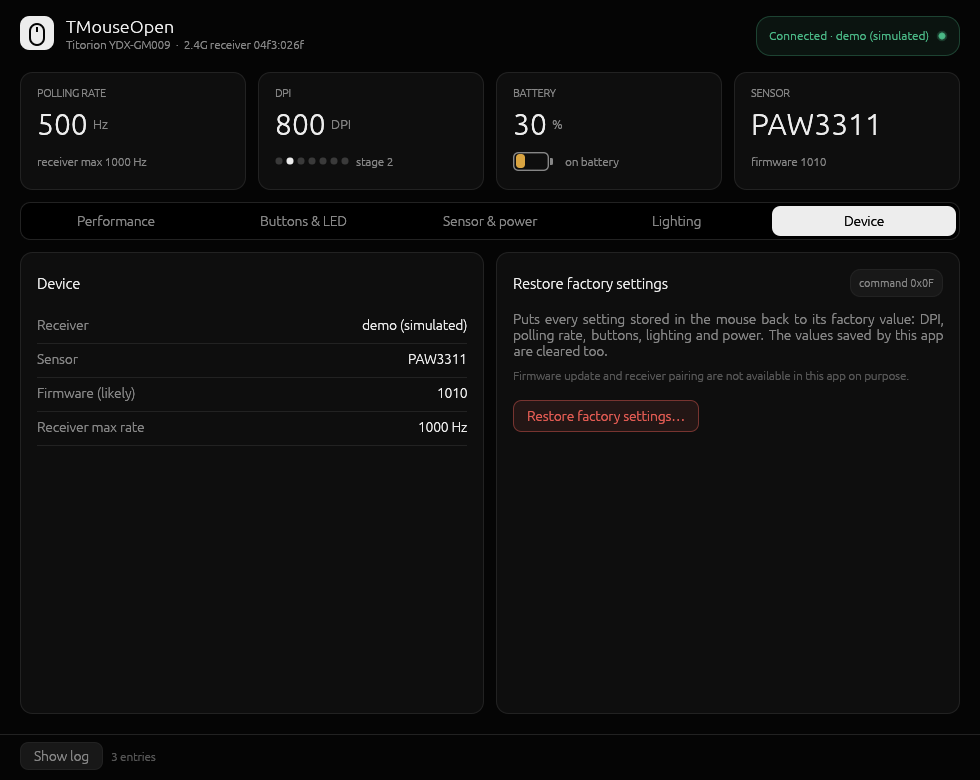 TMouseOpen
Titorion YDX-GM009 · 2.4G receiver 04f3:026f
Connected · demo (simulated)
POLLING RATE
500 Hz
receiver max 1000 Hz
DPI
800 DPI
stage 2
BATTERY
30 %
on battery
SENSOR
PAW3311
firmware 1010
Performance
Buttons & LED
Sensor & power
Lighting
Device
Device
Receiver demo (simulated)
Sensor PAW3311
Firmware (likely) 1010
Receiver max rate 1000 Hz
Restore factory settings
command 0x0F
Puts every setting stored in the mouse back to its factory value: DPI,
polling rate, buttons, lighting and power. The values saved by this app
are cleared too.
Firmware update and receiver pairing are not available in this app on purpose.
Restore factory settings…
Show log
3 entries